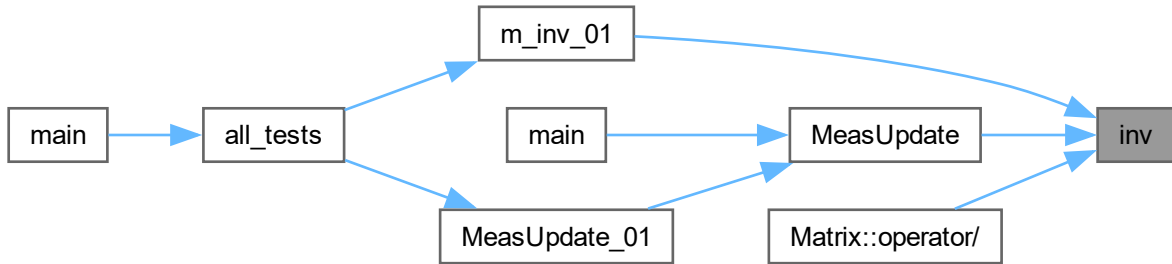 m_inv_01
main
all_tests
main
MeasUpdate
inv
MeasUpdate_01
Matrix::operator/